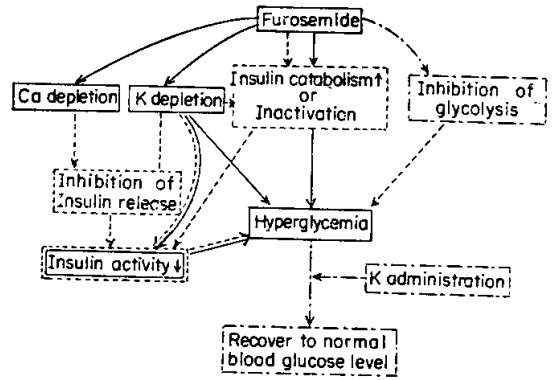 Furosemide
Ca depletion
K depletion
Insulin catabolism↑
or
Inactivation
Inhibition of
glycolysis
Inhibition of
Insulin release
Hyperglycemia
Insulin activity ↓
K administration
Recover to normal
blood glucose level